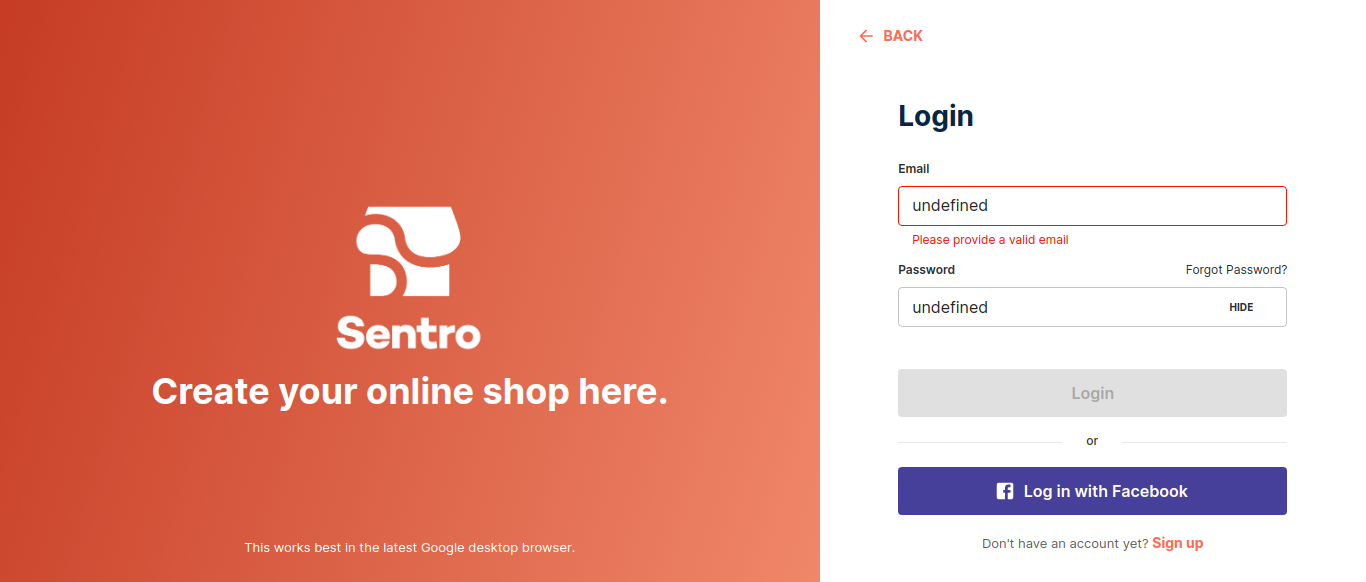 Sentro
Create your online shop here.
This works best in the latest Google desktop browser.
BACK
Login
Email
undefined
Please provide a valid email
Password Forgot Password?
undefined HIDE
Login
or
Log in with Facebook
Don't have an account yet? Sign up